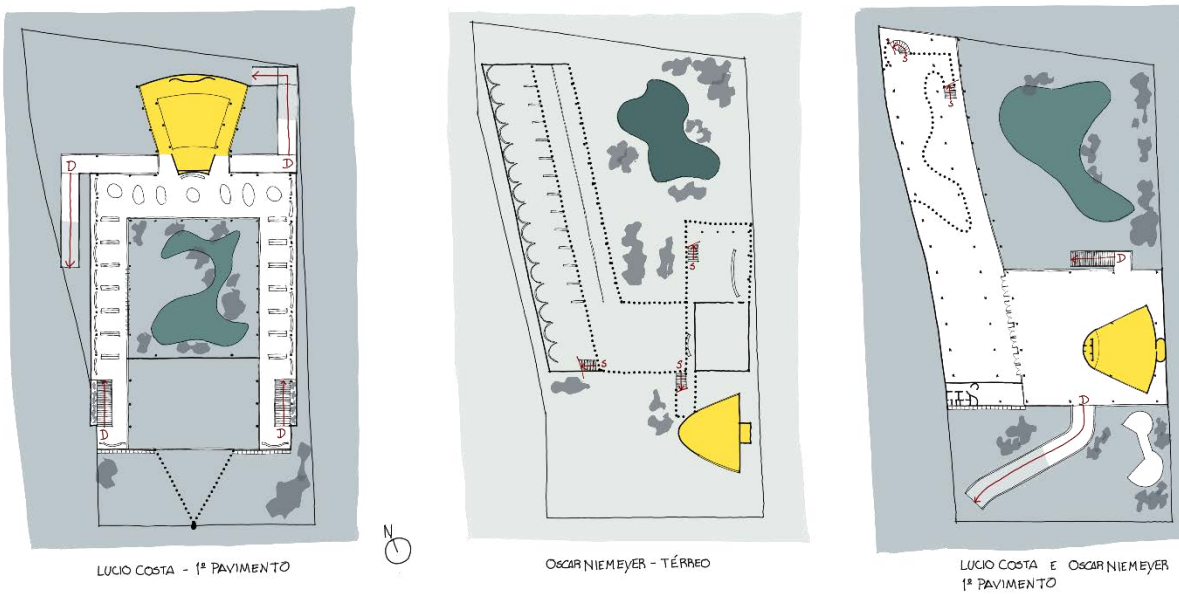 D
D
D
D
LUCIO COSTA - 1º PAVIMENTO
N
S
S
S
OSCAR NIEMEYER - TÉRREO
S
S
D
D
LUCIO COSTA E OSCAR NIEMEYER
1º PAVIMENTO